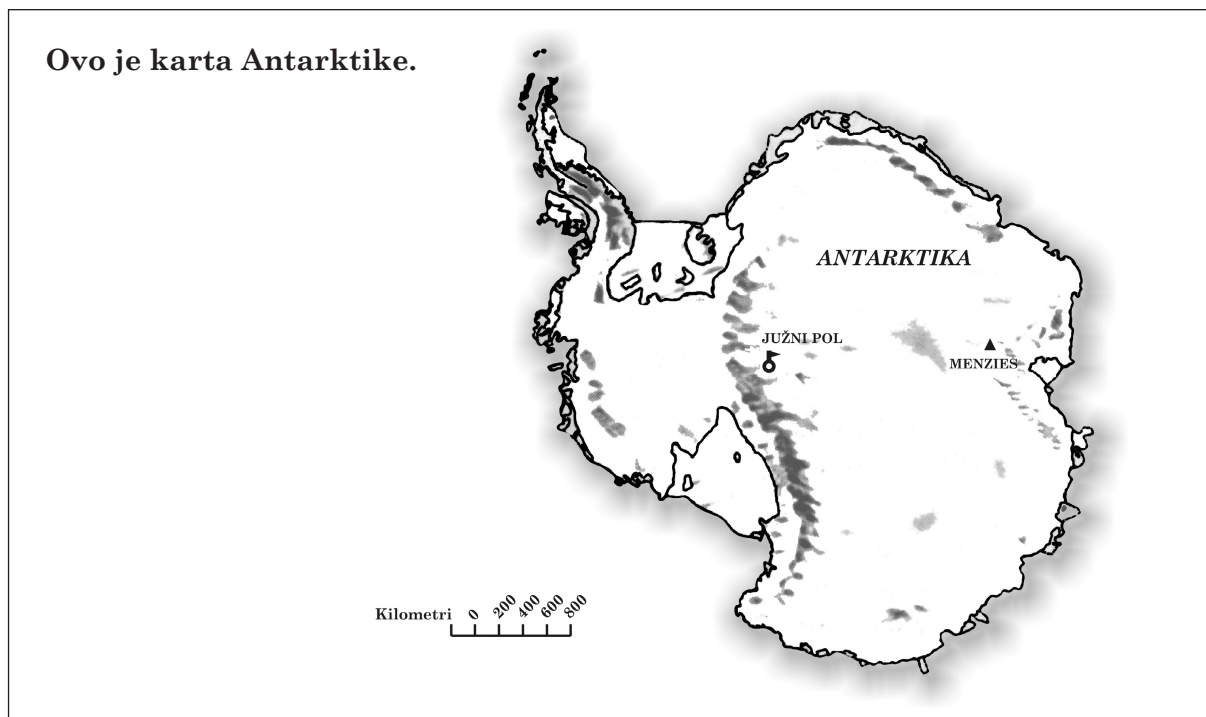 Ovo je karta Antarktike.
ANTARKTIKA
JUŽNI POL
MENZIES
Kilometri 0 200 400 600 800